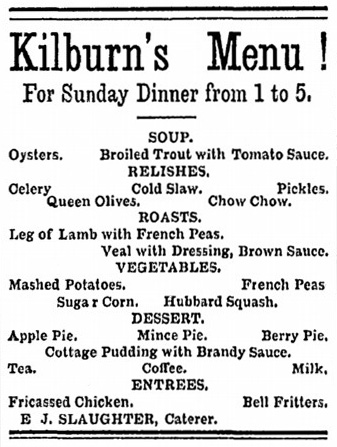 Kilburn's Menu!
For Sunday Dinner from 1 to 5.
SOUP.
Oysters. Broiled Trout with Tomato Sauce.
RELISHES.
Celery Cold Slaw. Pickles.
Queen Olives. Chow Chow.
ROASTS.
Leg of Lamb with French Peas.
Veal with Dressing, Brown Sauce.
VEGETABLES.
Mashed Potatoes. French Peas
Sugar Corn. Hubbard Squash.
DESSERT.
Apple Pie. Mince Pie. Berry Pie.
Cottage Pudding with Brandy Sauce.
Tea. Coffee. Milk.
ENTREES.
Fricassed Chicken. Bell Fritters.
E J. SLAUGHTER, Caterer.